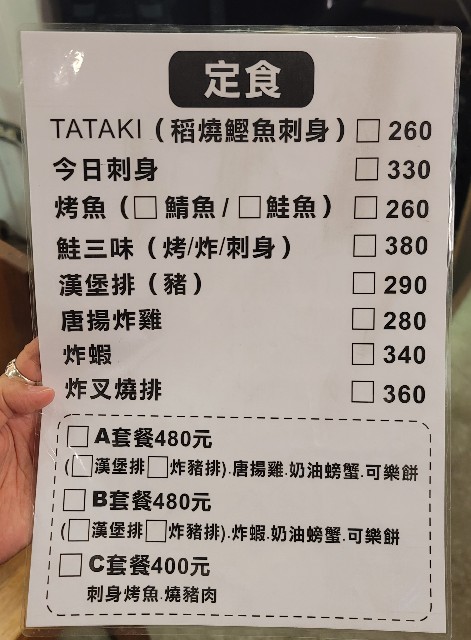 定食
TATAKI（稻燒鰹魚刺身）□ 260
今日刺身 □ 330
烤魚（□ 鯖魚 / □鮭魚）□ 260
鮭三味（烤/炸/刺身）□ 380
漢堡排（豬）□ 290
唐揚炸雞 □ 280
炸蝦 □ 340
炸叉燒排 □ 360
□ A套餐480元
(□漢堡排□炸豬排).唐揚雞.奶油螃蟹.可樂餅
□ B套餐480元
(□漢堡排□炸豬排).炸蝦.奶油螃蟹.可樂餅
□ C套餐400元
刺身烤魚.燒豬肉